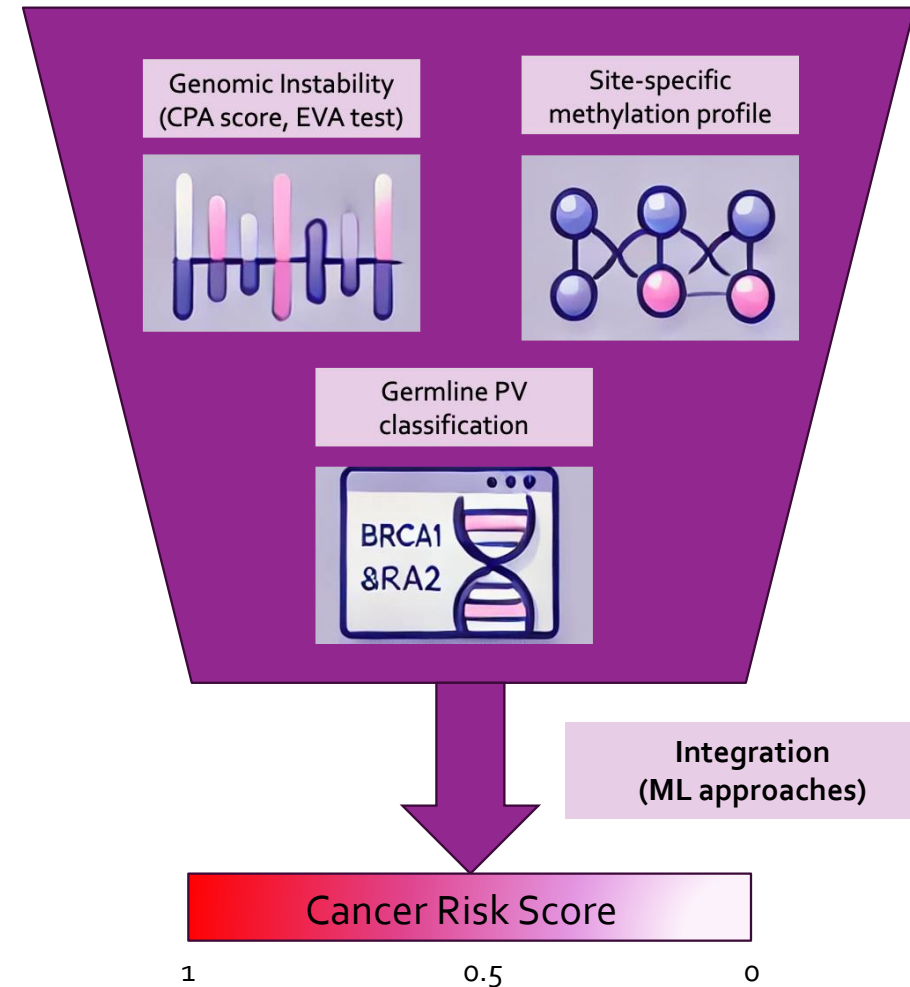 Genomic Instability
(CPA score, EVA test)
Site-specific
methylation profile
Germline PV
classification
BRCA1
&RA2
Integration
(ML approaches)
Cancer Risk Score
1 0.5 0